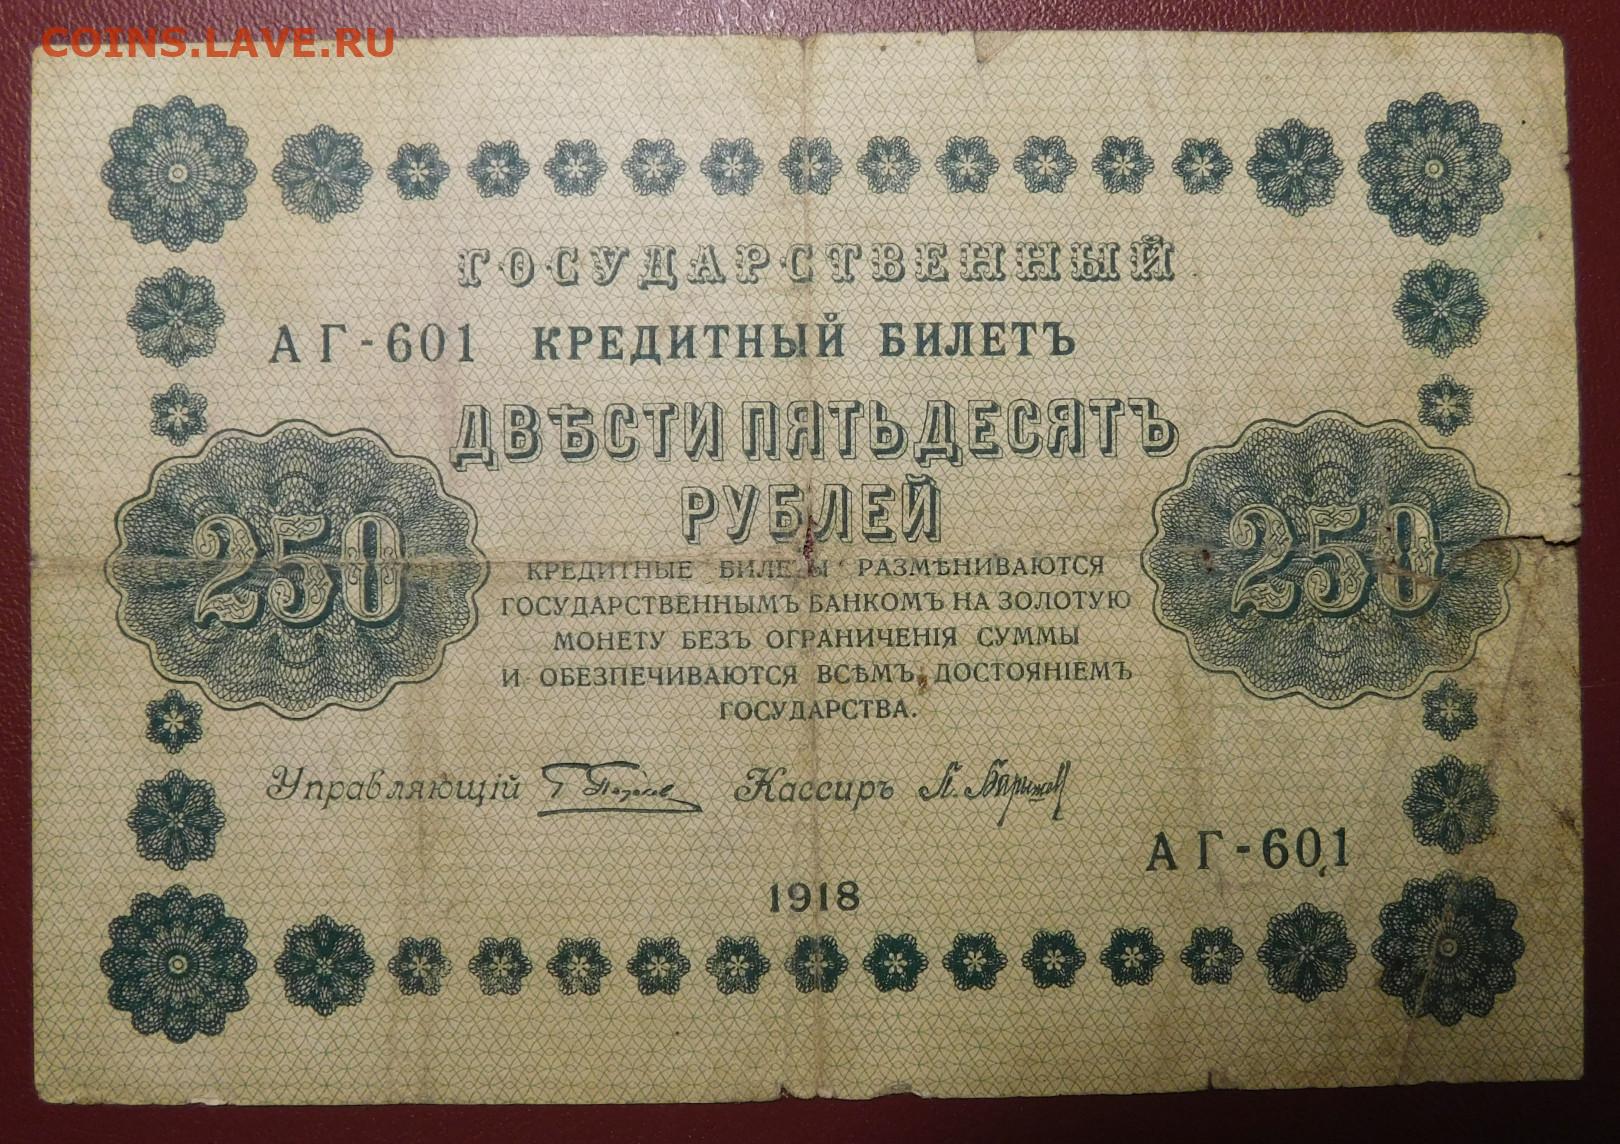 COINS.LAVE.RU
ГОСУДАРСТВЕННЫЙ
АГ-601 КРЕДИТНЫЙ БИЛЕТЪ
ДВѢСТИ ПЯТЬДЕСЯТЪ
РУБЛЕЙ
250 250
КРЕДИТНЫЕ БИЛЕТЫ РАЗМѢНИВАЮТСЯ
ГОСУДАРСТВЕННЫМЪ БАНКОМЪ НА ЗОЛОТУЮ
МОНЕТУ БЕЗЪ ОГРАНИЧЕНІЯ СУММЫ
И ОБЕЗПЕЧИВАЮТСЯ ВСѢМЪ ДОСТОЯНІЕМЪ
ГОСУДАРСТВА.
Управляющій Кассиръ
АГ-601
1918